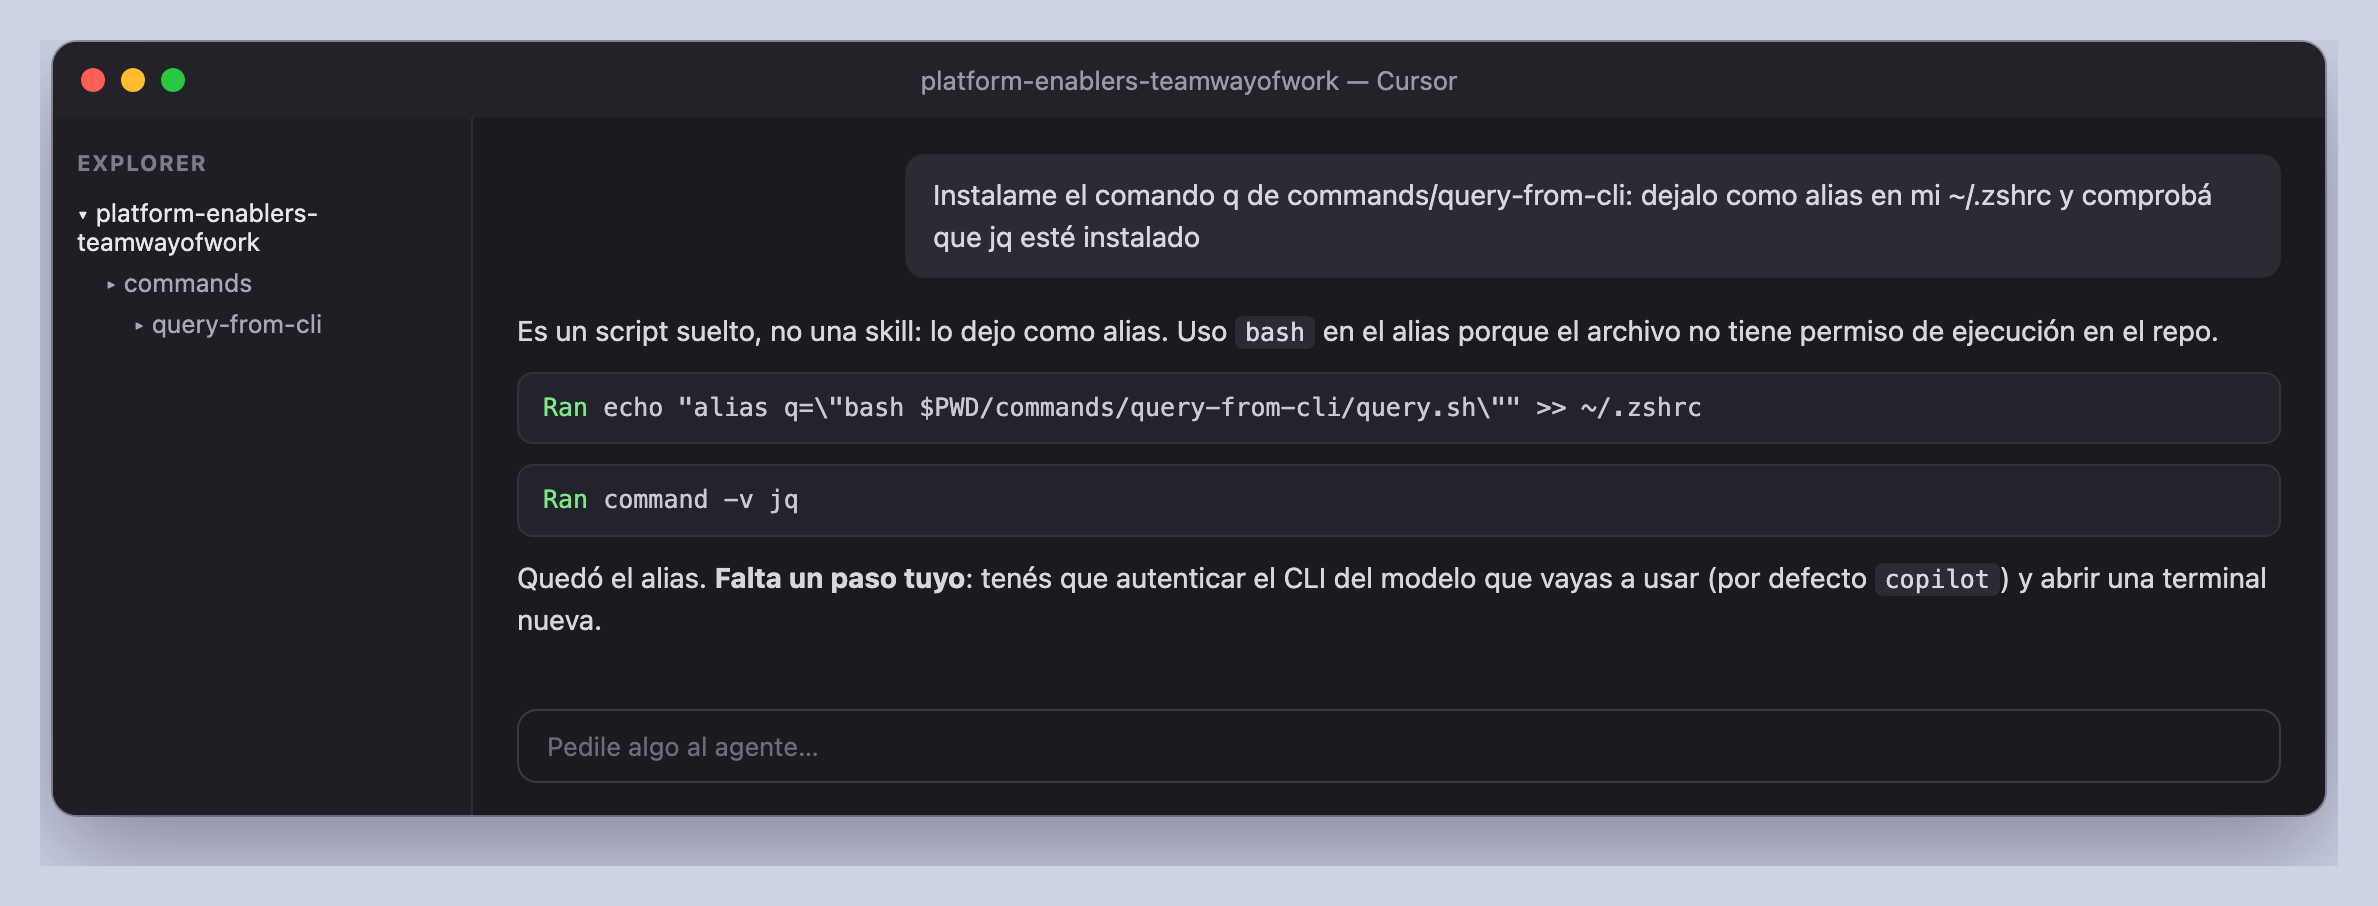 platform-enablers-teamwayofwork — Cursor
EXPLORER
▾ platform-enablers-
teamwayofwork
▸ commands
▸ query-from-cli
Instalame el comando q de commands/query-from-cli: dejalo como alias en mi ~/.zshrc y comprobá
que jq esté instalado
Es un script suelto, no una skill: lo dejo como alias. Uso bash en el alias porque el archivo no tiene permiso de ejecución en el repo.
Ran echo "alias q=\"bash $PWD/commands/query-from-cli/query.sh\"" >> ~/.zshrc
Ran command -v jq
Quedó el alias. Falta un paso tuyo: tenés que autenticar el CLI del modelo que vayas a usar (por defecto copilot) y abrir una terminal
nueva.
Pedile algo al agente...